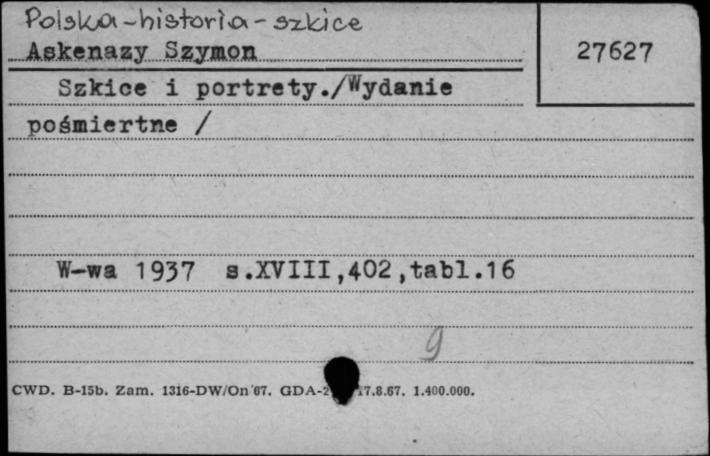 Polska-historia-szkice
Askenazy Szymon
27627
Szkice i portrety./Wydanie
pośmiertne /
W-wa 1937 s.XVIII,402,tabl.16
9
CWD. B-15b. Zam. 1316-DW/On 67. GDA-2 17.8.67. 1.400.000.